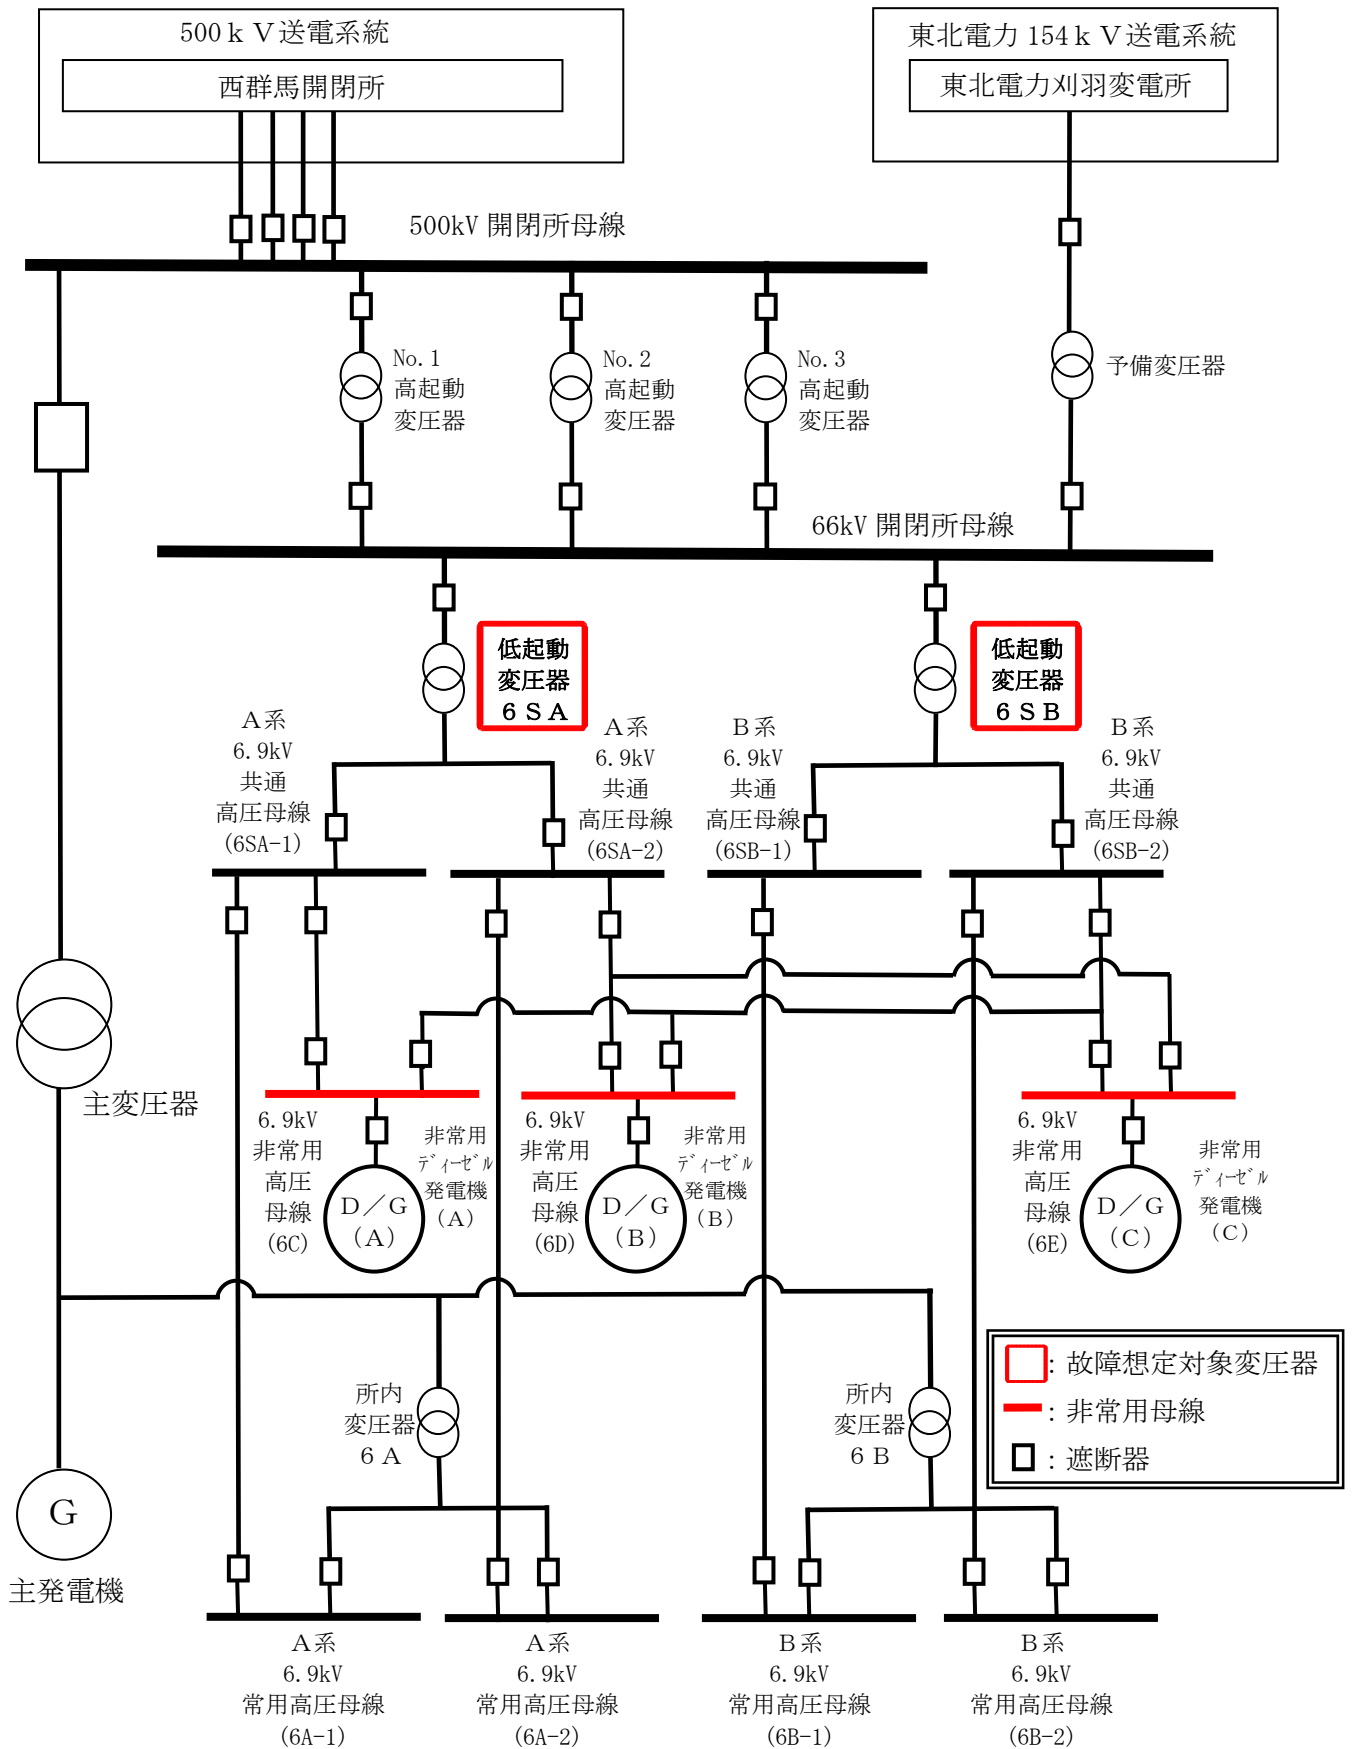 500ｋＶ送電系統
西群馬開閉所
東北電力 154ｋＶ送電系統
東北電力刈羽変電所
500kV 開閉所母線
No.1
高起動
変圧器
No.2
高起動
変圧器
No.3
高起動
変圧器
予備変圧器
66kV 開閉所母線
低起動
変圧器
６ＳＡ
低起動
変圧器
６ＳＢ
Ａ系
6.9kV
共通
高圧母線
(6SA-1)
Ａ系
6.9kV
共通
高圧母線
(6SA-2)
Ｂ系
6.9kV
共通
高圧母線
(6SB-1)
Ｂ系
6.9kV
共通
高圧母線
(6SB-2)
主変圧器
6.9kV
非常用
高圧
母線
(6C)
Ｄ／Ｇ
（Ａ）
非常用
ﾃﾞｨｰｾﾞﾙ
発電機
（Ａ）
6.9kV
非常用
高圧
母線
(6D)
Ｄ／Ｇ
（Ｂ）
非常用
ﾃﾞｨｰｾﾞﾙ
発電機
（Ｂ）
6.9kV
非常用
高圧
母線
(6E)
Ｄ／Ｇ
（Ｃ）
非常用
ﾃﾞｨｰｾﾞﾙ
発電機
（Ｃ）
：故障想定対象変圧器
：非常用母線
：遮断器
所内
変圧器
６Ａ
所内
変圧器
６Ｂ
Ｇ
主発電機
Ａ系
6.9kV
常用高圧母線
(6A-1)
Ａ系
6.9kV
常用高圧母線
(6A-2)
Ｂ系
6.9kV
常用高圧母線
(6B-1)
Ｂ系
6.9kV
常用高圧母線
(6B-2)